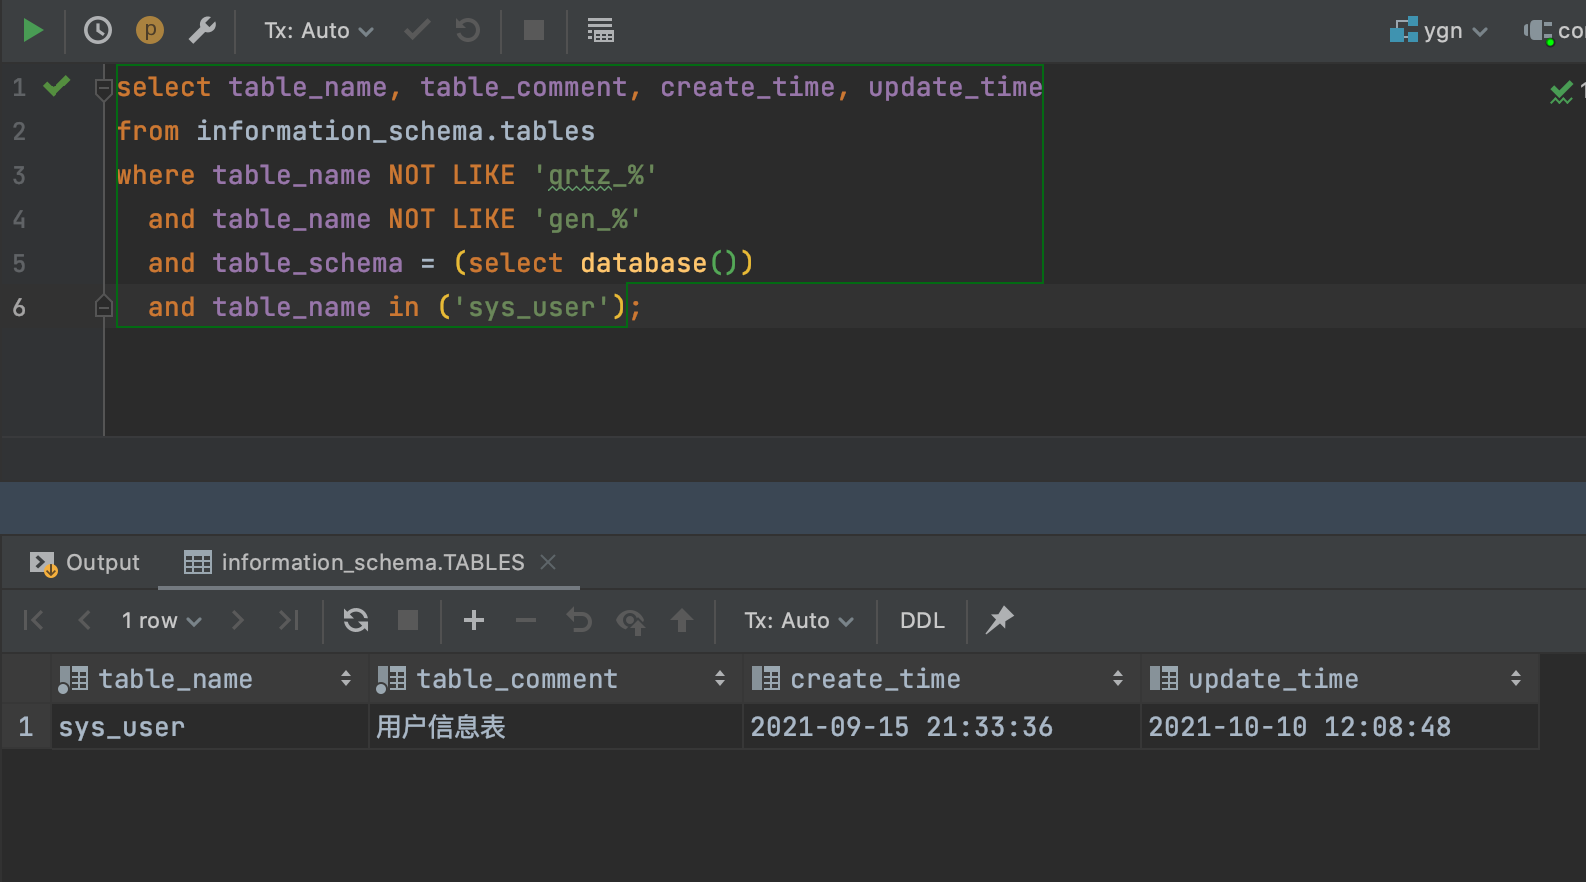 p Tx: Auto ygn
1 select table_name, table_comment, create_time, update_time
2 from information_schema.tables
3 where table_name NOT LIKE 'qrtz_%'
4 and table_name NOT LIKE 'gen_%'
5 and table_schema = (select database())
6 and table_name in ('sys_user');
Output information_schema.TABLES
1 row Tx: Auto DDL
table_name table_comment create_time update_time
1 sys_user 用户信息表 2021-09-15 21:33:36 2021-10-10 12:08:48